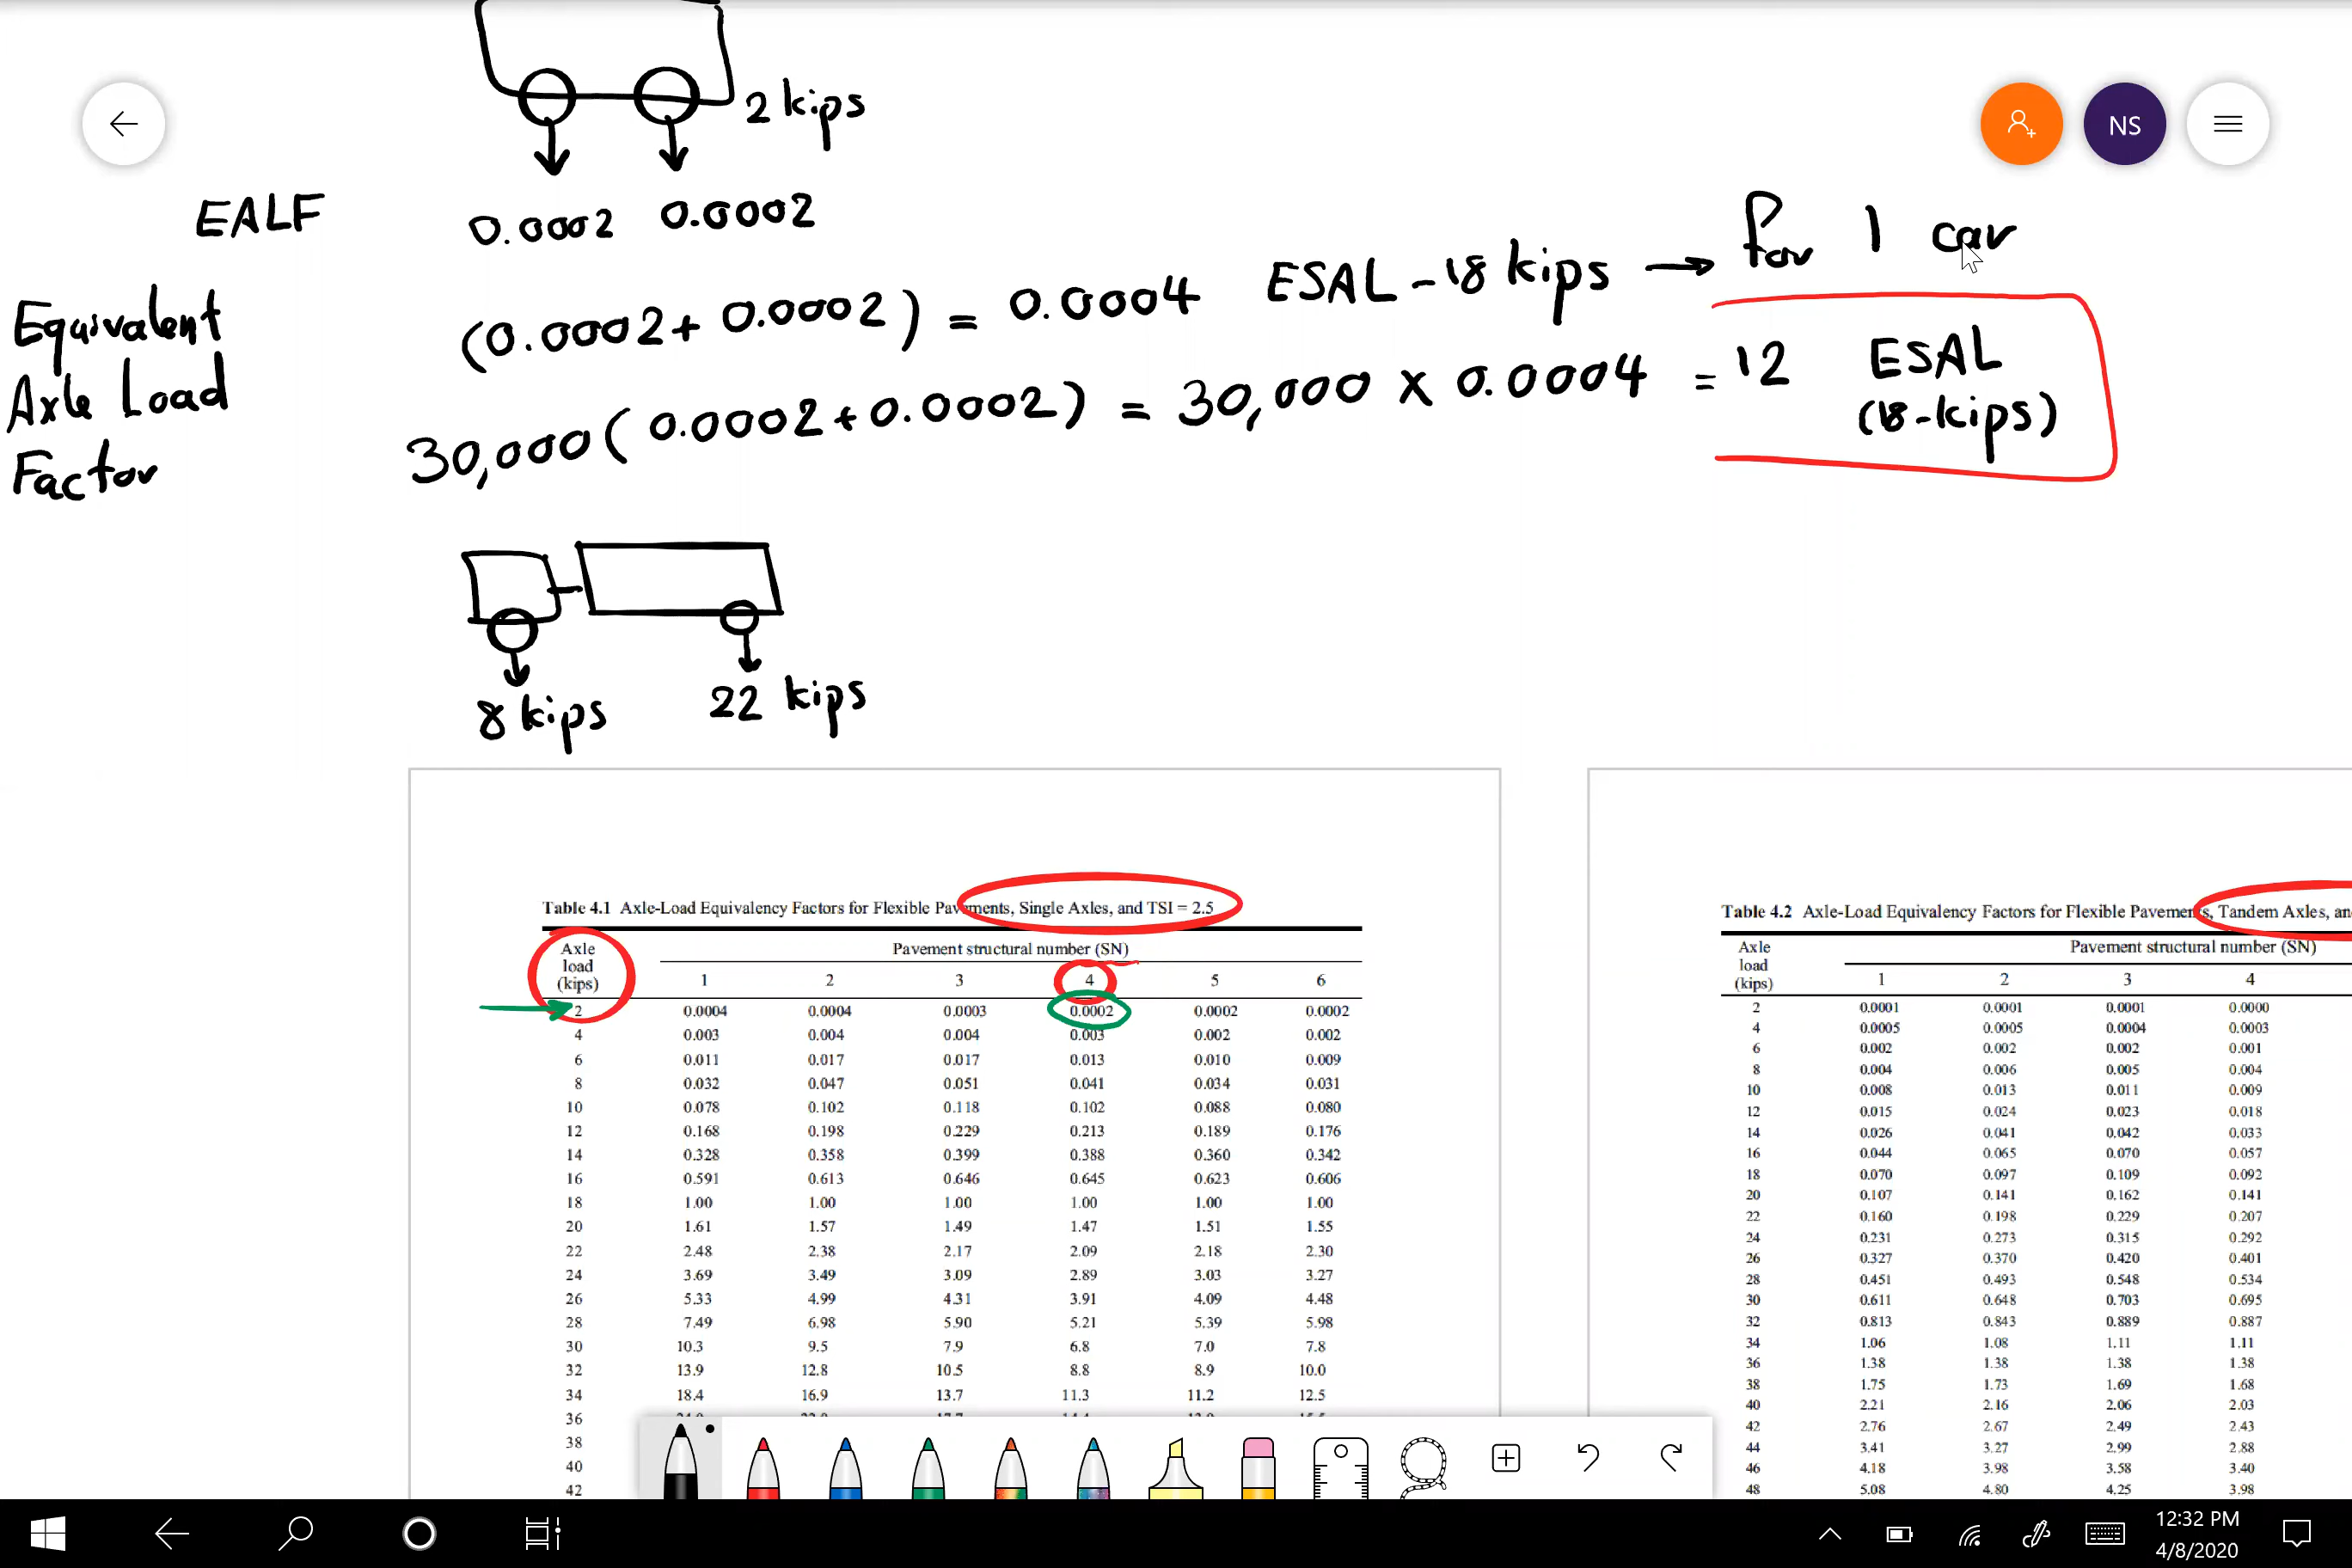 2 kips
NS
EALF
0.0002 0.0002
Equivalent
Axle Load
Factor
(0.0002 + 0.0002) = 0.0004 ESAL - 18 kips → For 1 car
30,000 (0.0002 + 0.0002) = 30,000 x 0.0004 = 12 ESAL
(18-kips)
8 kips 22 kips
Table 4.1 Axle-Load Equivalency Factors for Flexible Pavements, Single Axles, and TSI = 2.5
Axle
load
(kips)
Pavement structural number (SN)
1 2 3 4 5 6
2 0.0004 0.0004 0.0003 0.0002 0.0002 0.0002
4 0.003 0.004 0.004 0.003 0.002 0.002
6 0.011 0.017 0.017 0.013 0.010 0.009
8 0.032 0.047 0.051 0.041 0.034 0.031
10 0.078 0.102 0.118 0.102 0.088 0.080
12 0.168 0.198 0.229 0.213 0.189 0.176
14 0.328 0.358 0.399 0.388 0.360 0.342
16 0.591 0.613 0.646 0.645 0.623 0.606
18 1.00 1.00 1.00 1.00 1.00 1.00
20 1.61 1.57 1.49 1.47 1.51 1.55
22 2.48 2.38 2.17 2.09 2.18 2.30
24 3.69 3.49 3.09 2.89 3.03 3.27
26 5.33 4.99 4.31 3.91 4.09 4.48
28 7.49 6.98 5.90 5.21 5.39 5.98
30 10.3 9.5 7.9 6.8 7.0 7.8
32 13.9 12.8 10.5 8.8 8.9 10.0
34 18.4 16.9 13.7 11.3 11.2 12.5
36
38
40
42
Table 4.2 Axle-Load Equivalency Factors for Flexible Pavements, Tandem Axles,
Axle
load
(kips)
Pavement structural number (SN)
1 2 3 4
2 0.0001 0.0001 0.0001 0.0000
4 0.0005 0.0005 0.0004 0.0003
6 0.002 0.002 0.002 0.001
8 0.004 0.006 0.005 0.004
10 0.008 0.013 0.011 0.009
12 0.015 0.024 0.023 0.018
14 0.026 0.041 0.042 0.033
16 0.044 0.065 0.070 0.057
18 0.070 0.097 0.109 0.092
20 0.107 0.141 0.162 0.141
22 0.160 0.198 0.229 0.207
24 0.231 0.273 0.315 0.292
26 0.327 0.370 0.420 0.401
28 0.451 0.493 0.548 0.534
30 0.611 0.648 0.703 0.695
32 0.813 0.843 0.889 0.887
34 1.06 1.08 1.11 1.11
36 1.38 1.38 1.38 1.38
38 1.75 1.73 1.69 1.68
40 2.21 2.16 2.06 2.03
42 2.76 2.67 2.49 2.43
44 3.41 3.27 2.99 2.88
46 4.18 3.98 3.58 3.40
48 5.08 4.80 4.25 3.98
12:32 PM
4/8/2020